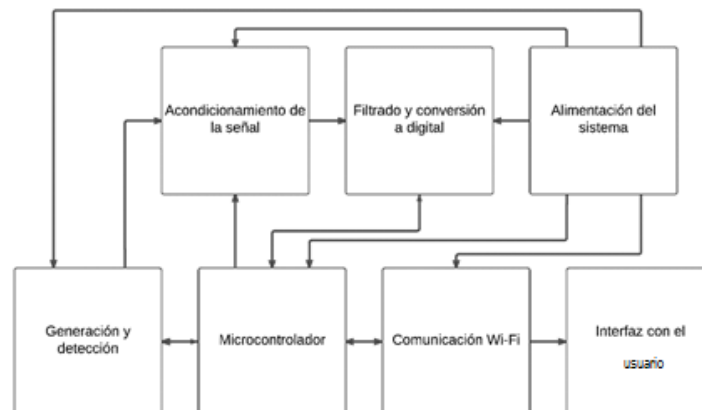 Acondicionamiento de
la señal
Filtrado y conversión
a digital
Alimentación del
sistema
Generación y
detección
Microcontrolador
Comunicación Wi-Fi
Interfaz con el
usuario